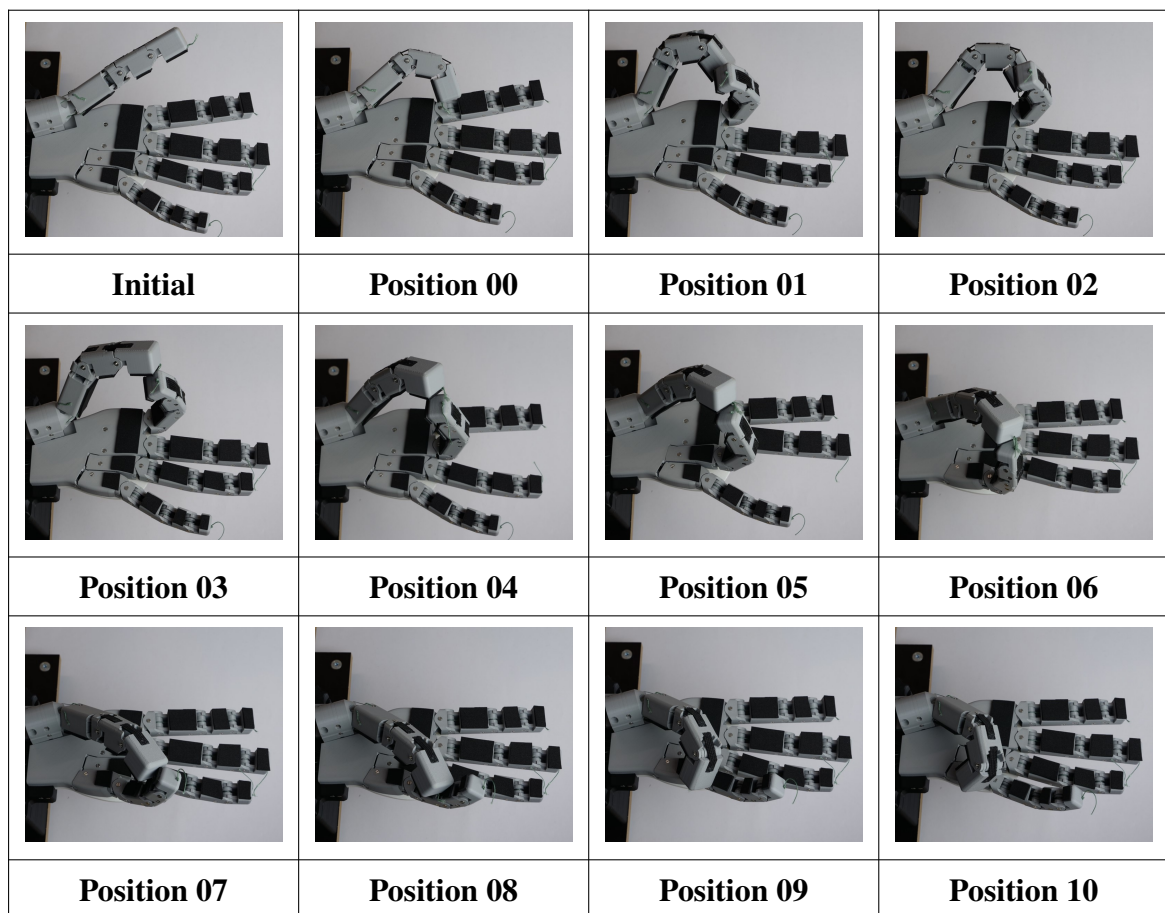 Initial
Position 00
Position 01
Position 02
Position 03
Position 04
Position 05
Position 06
Position 07
Position 08
Position 09
Position 10